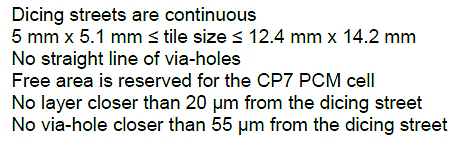 Dicing streets are continuous
5 mm x 5.1 mm ≤ tile size ≤ 12.4 mm x 14.2 mm
No straight line of via-holes
Free area is reserved for the CP7 PCM cell
No layer closer than 20 µm from the dicing street
No via-hole closer than 55 µm from the dicing street